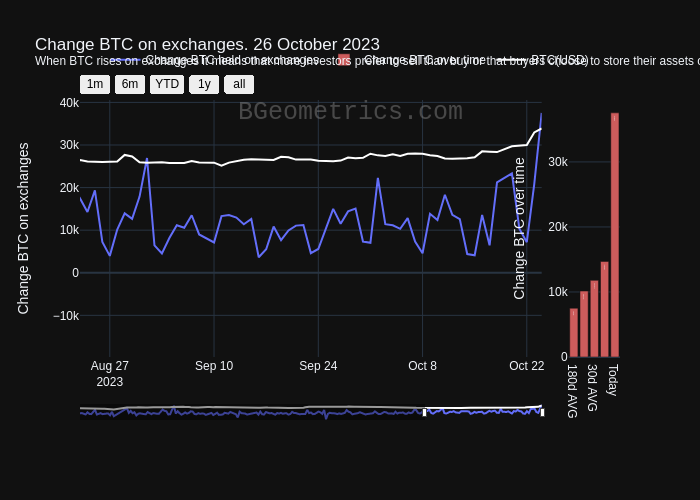 Change BTC on exchanges. 26 October 2023
When BTC rises on exchanges it means that more investors prefer to sell than buy or that buyers choose to store their assets
Change BTC hold on exchanges
Change BTC over time
BTC(USD)
1m 6m YTD 1y all
BGeometrics.com
Change BTC on exchanges
40k
30k
20k
10k
0
−10k
Aug 27
2023
Sep 10
Sep 24
Oct 8
Oct 22
Change BTC over time
30k
20k
10k
0
180d AVG
30d AVG
Today